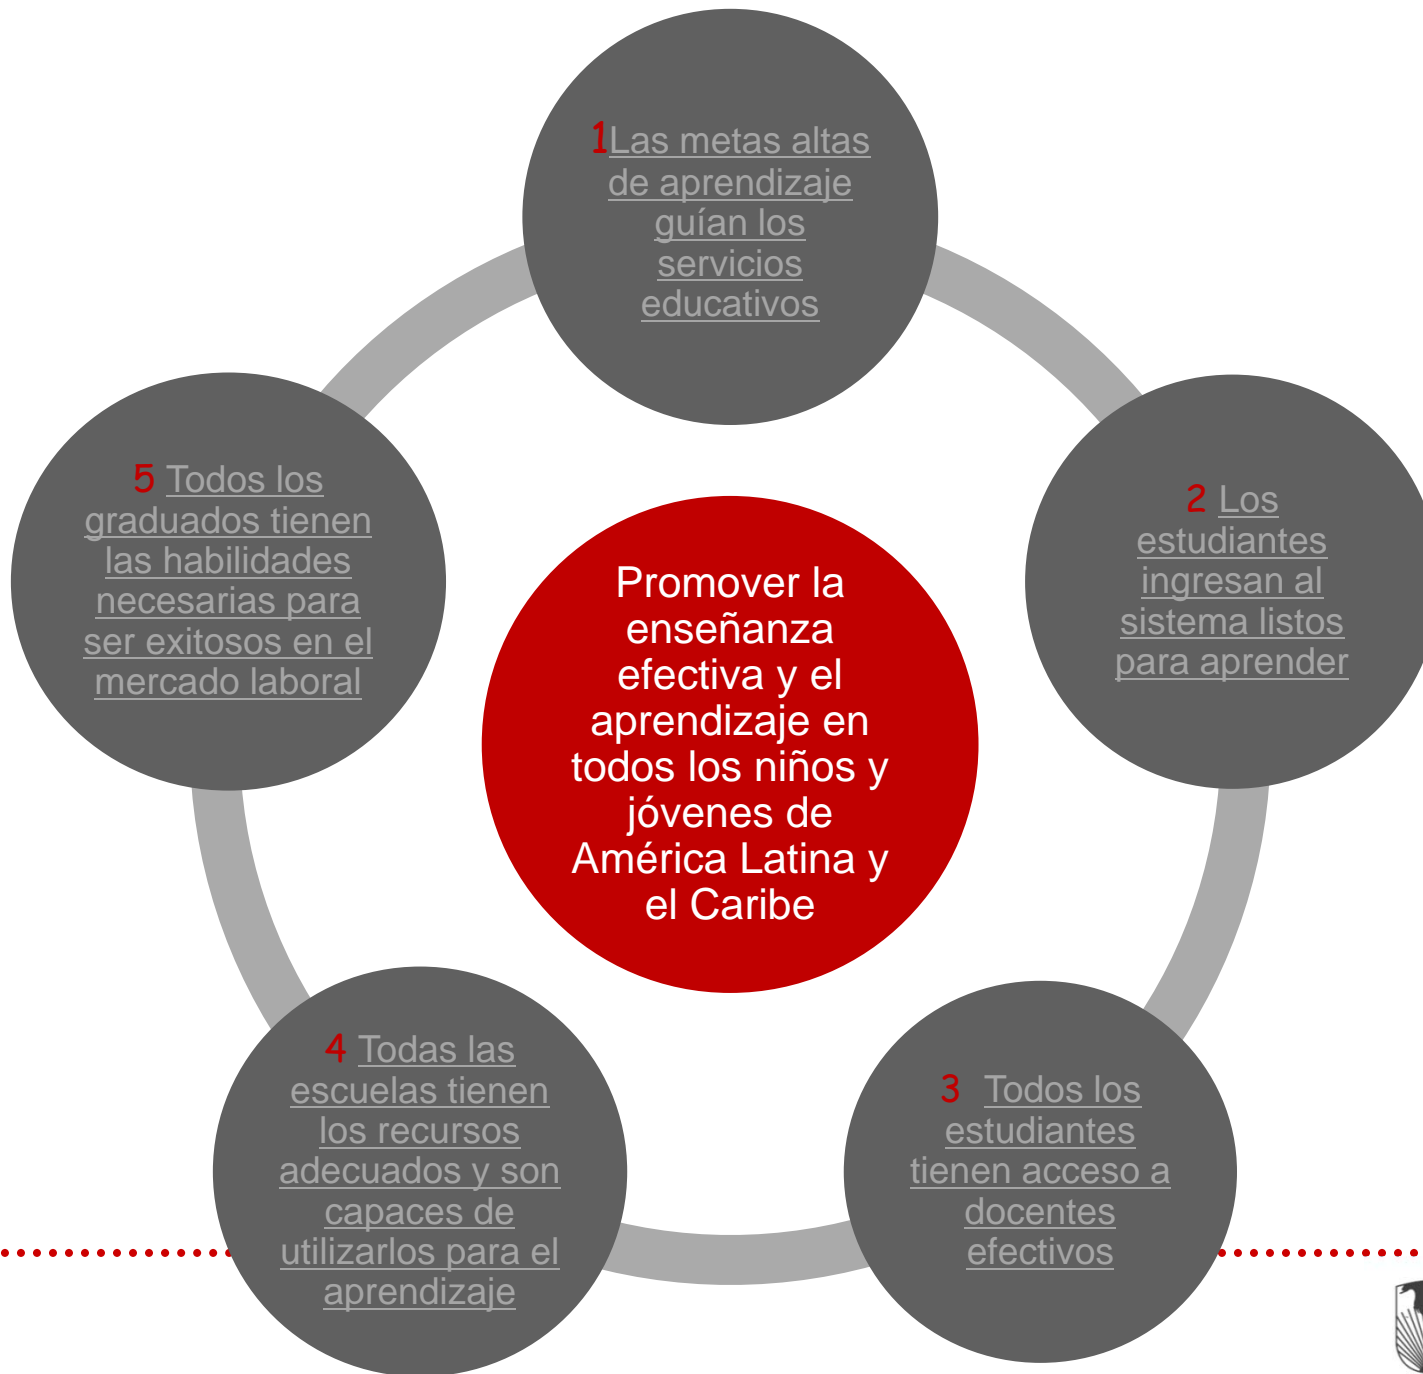 1Las metas altas
de aprendizaje
guían los
servicios
educativos
2 Los
estudiantes
ingresan al
sistema listos
para aprender
3 Todos los
estudiantes
tienen acceso a
docentes
efectivos
4 Todas las
escuelas tienen
los recursos
adecuados y son
capaces de
utilizarlos para el
aprendizaje
5 Todos los
graduados tienen
las habilidades
necesarias para
ser exitosos en el
mercado laboral
Promover la
enseñanza
efectiva y el
aprendizaje en
todos los niños y
jóvenes de
América Latina y
el Caribe